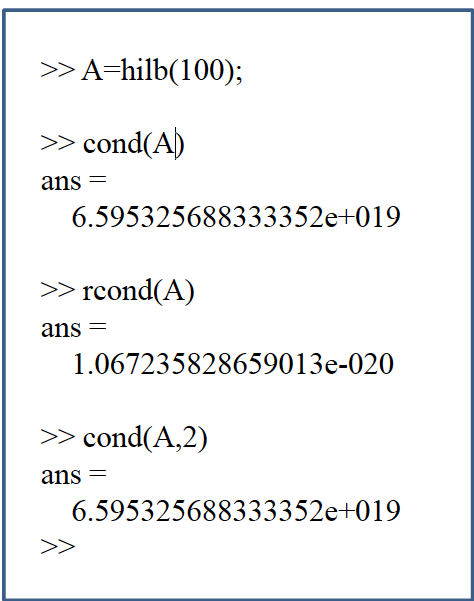 >> A=hilb(100);
>> cond(A)
ans =
6.595325688333352e+019
>> rcond(A)
ans =
1.067235828659013e-020
>> cond(A,2)
ans =
6.595325688333352e+019
>>